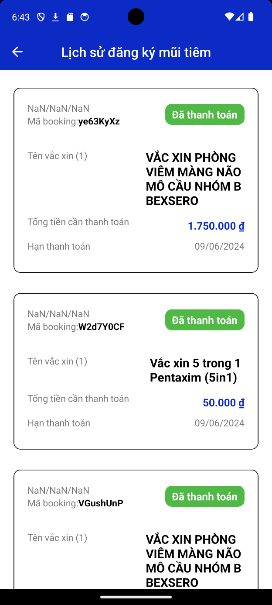 6:43
Lịch sử đăng ký mũi tiêm
NaN/NaN/NaN
Mã booking:ye63KyXz
Đã thanh toán
Tên vắc xin (1)
VẮC XIN PHÒNG
VIÊM MÀNG NÃO
MÔ CẦU NHÓM B
BEXSERO
Tổng tiền cần thanh toán
1.750.000 ₫
Hạn thanh toán
09/06/2024
NaN/NaN/NaN
Mã booking:W2d7Y0CF
Đã thanh toán
Tên vắc xin (1)
Vắc xin 5 trong 1
Pentaxim (5in1)
Tổng tiền cần thanh toán
50.000 ₫
Hạn thanh toán
09/06/2024
NaN/NaN/NaN
Mã booking:VGushUnP
Đã thanh toán
Tên vắc xin (1)
VẮC XIN PHÒNG
VIÊM MÀNG NÃO
MÔ CẦU NHÓM B
BEXSERO